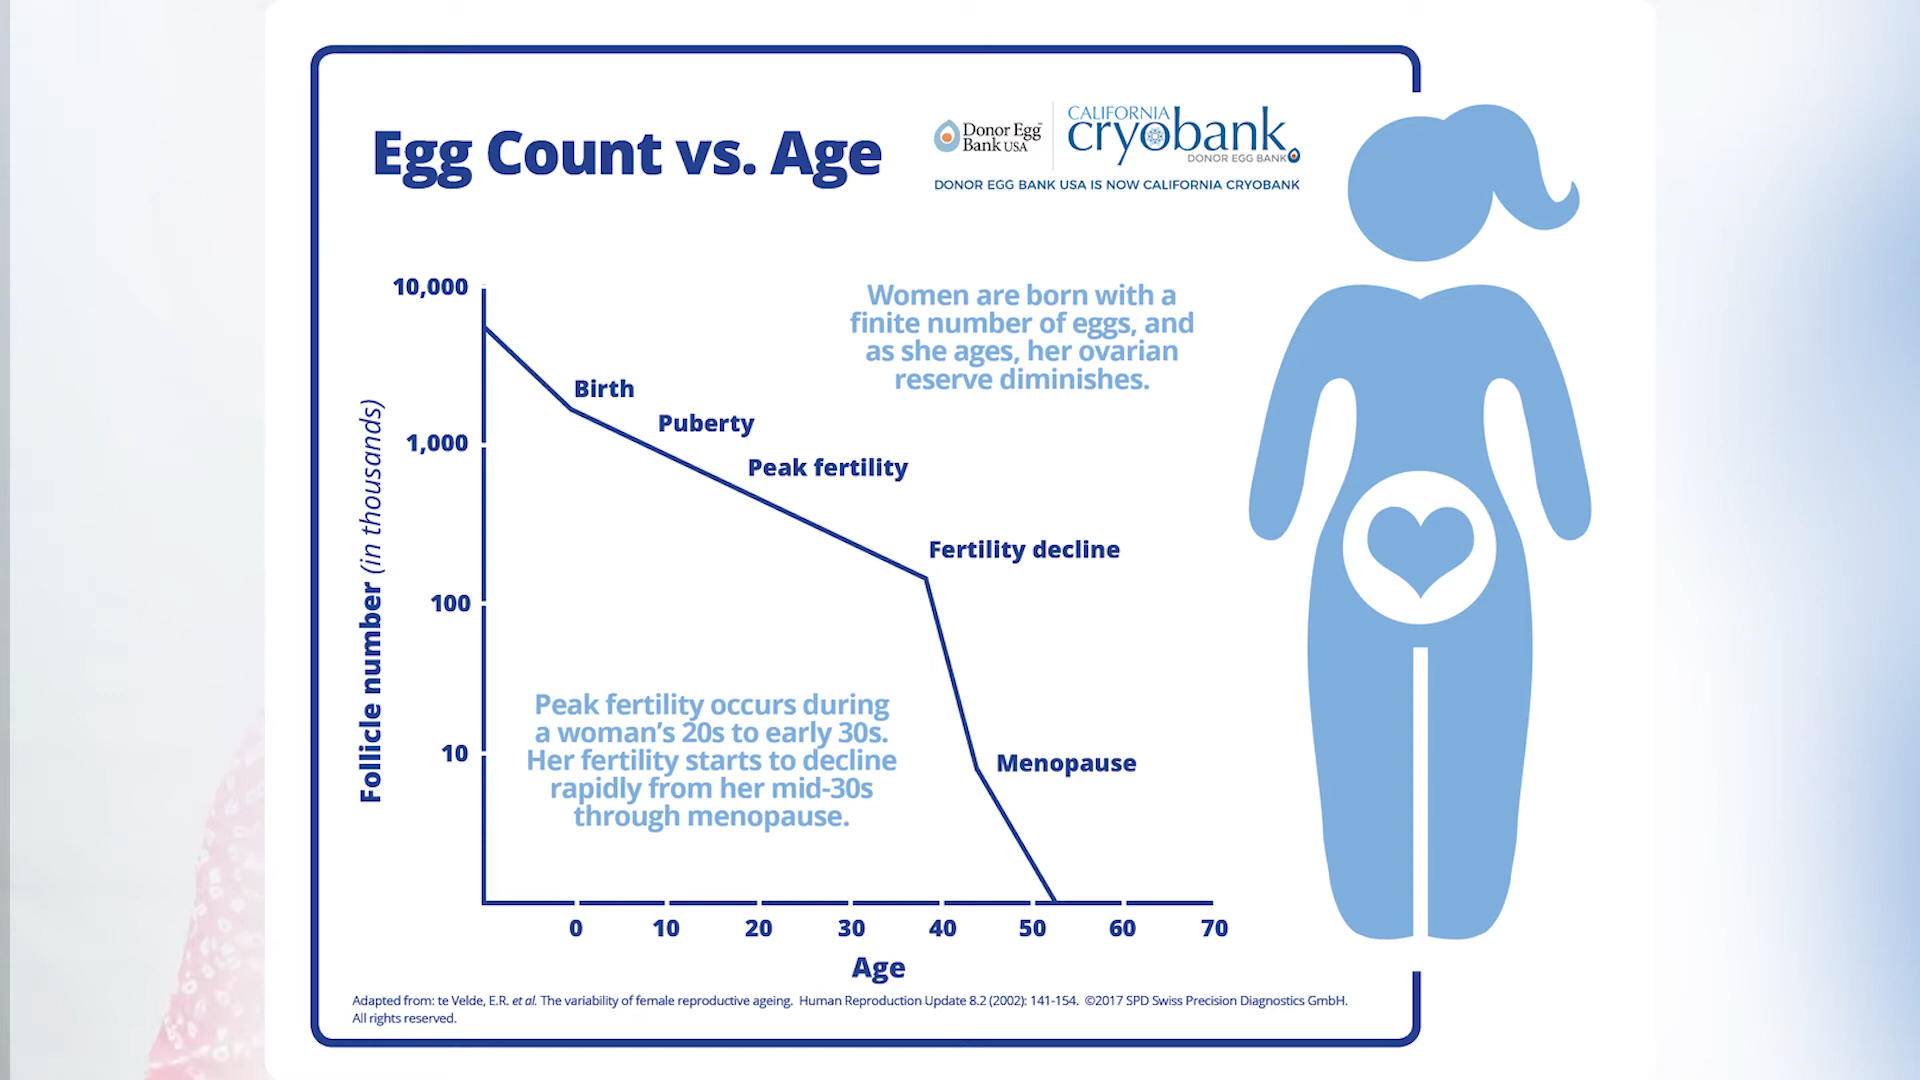 Egg Count vs. Age
Donor Egg™
Bank USA
CALIFORNIA
cryobank
DONOR EGG BANK
DONOR EGG BANK USA IS NOW CALIFORNIA CRYOBANK
Women are born with a
finite number of eggs, and
as she ages, her ovarian
reserve diminishes.
Follicle number (in thousands)
10,000
1,000
100
10
Birth
Puberty
Peak fertility
Fertility decline
Menopause
Peak fertility occurs during
a woman’s 20s to early 30s.
Her fertility starts to decline
rapidly from her mid-30s
through menopause.
0 10 20 30 40 50 60 70
Age
Adapted from: te Velde, E.R. et al. The variability of female reproductive ageing. Human Reproduction Update 8.2 (2002): 141-154. ©2017 SPD Swiss Precision Diagnostics GmbH.
All rights reserved.